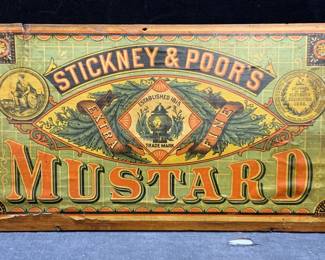 STICKNEY & POOR'S
ESTABLISHED 1815
EXTRA FINE
TRADE MARK
MUSTARD